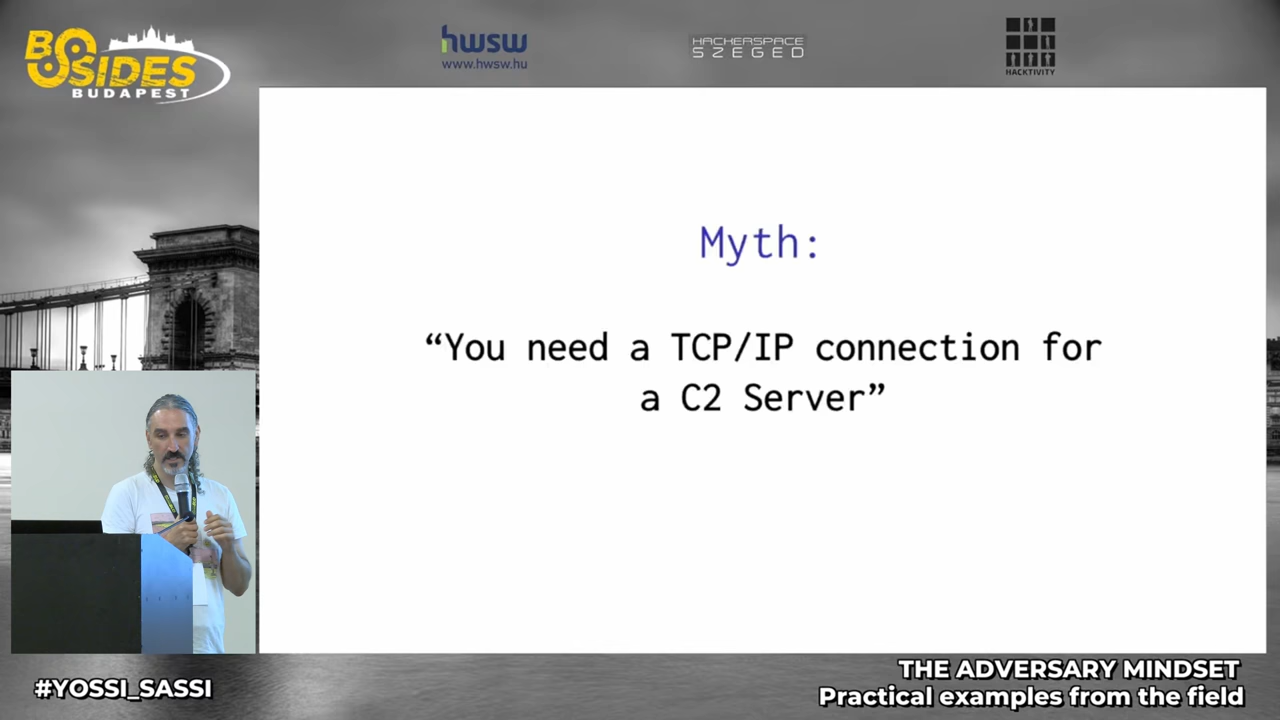 BSIDES
BUDAPEST
hwsw
www.hwsw.hu
HACKERSPACE
SZEGED
HACKTIVITY
Myth:
“You need a TCP/IP connection for
a C2 Server”
#YOSSI_SASSI
THE ADVERSARY MINDSET
Practical examples from the field